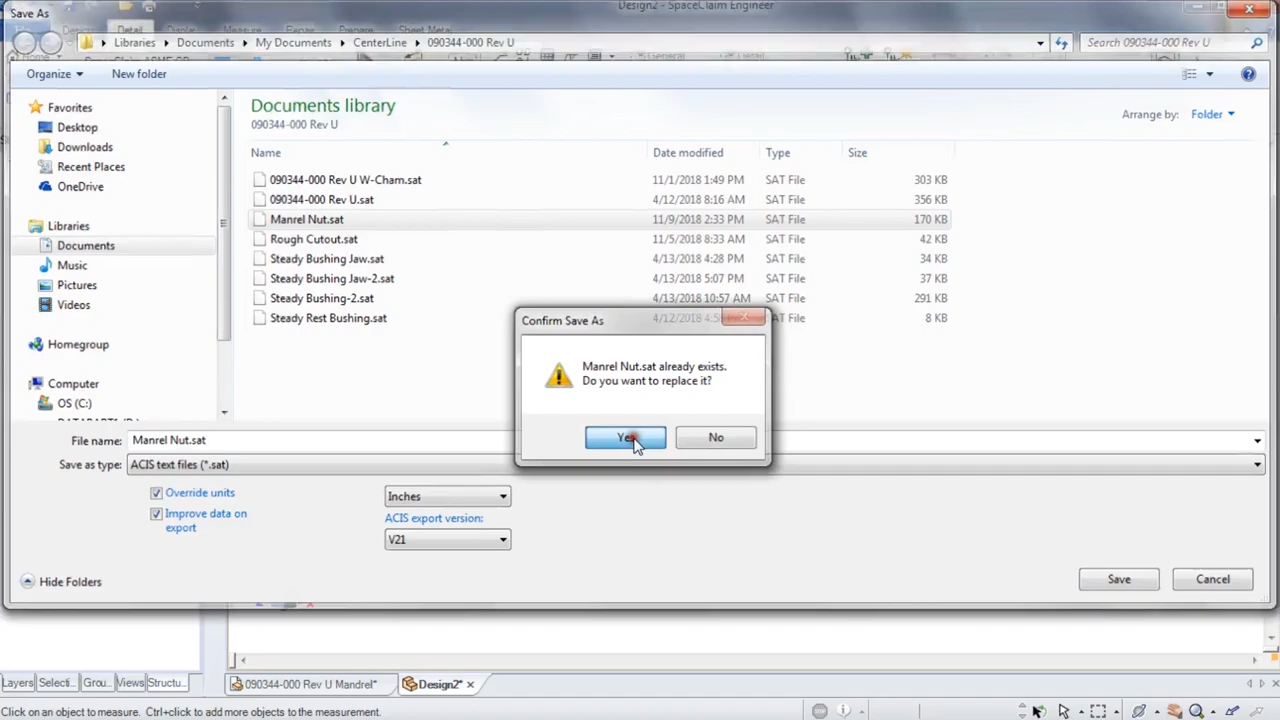 Save As
Design2 - SpaceClaim Engineer
Libraries Documents My Documents CenterLine 090344-000 Rev U
Search 090344-000 Rev U
Organize New folder
Favorites
Desktop
Downloads
Recent Places
OneDrive
Libraries
Documents
Music
Pictures
Videos
Homegroup
Computer
OS (C:)
Documents library
090344-000 Rev U
Arrange by: Folder
Name Date modified Type Size
090344-000 Rev U W-Cham.sat 11/1/2018 1:49 PM SAT File 303 KB
090344-000 Rev U.sat 4/12/2018 8:16 AM SAT File 356 KB
Manrel Nut.sat 11/9/2018 2:33 PM SAT File 170 KB
Rough Cutout.sat 11/5/2018 8:33 AM SAT File 42 KB
Steady Bushing Jaw.sat 4/13/2018 4:28 PM SAT File 34 KB
Steady Bushing Jaw-2.sat 4/13/2018 5:07 PM SAT File 37 KB
Steady Bushing-2.sat 4/13/2018 10:57 AM SAT File 291 KB
Steady Rest Bushing.sat 4/12/2018 File 8 KB
Confirm Save As
Manrel Nut.sat already exists.
Do you want to replace it?
Yes No
File name: Manrel Nut.sat
Save as type: ACIS text files (*.sat)
Override units Inches
Improve data on
export
ACIS export version:
V21
Hide Folders Save Cancel
Layers Selecti... Grou... Views Structu...
090344-000 Rev U Mandrel* Design2*
Click on an object to measure. Ctrl+click to add more objects to the measurement.